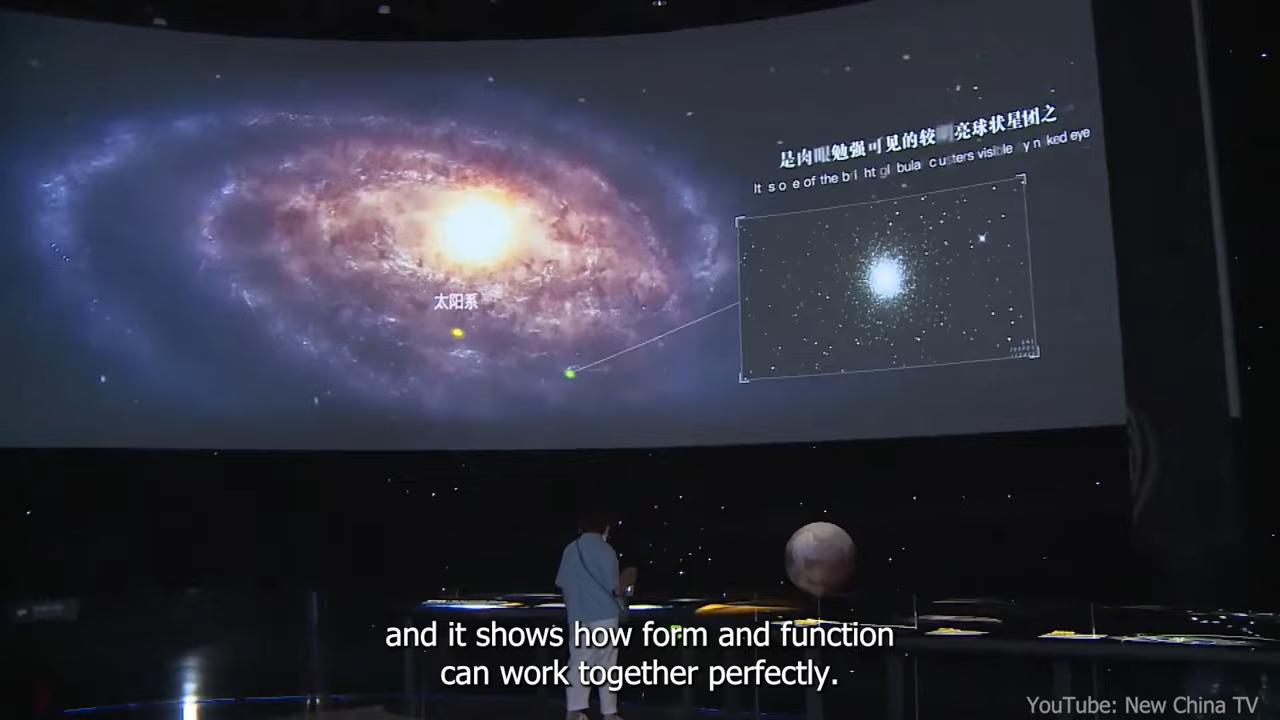 是肉眼勉强可见的较明亮球状星团之
of the
visible
eye
太阳系
and it shows how form and function
can work together perfectly.
YouTube: New China TV